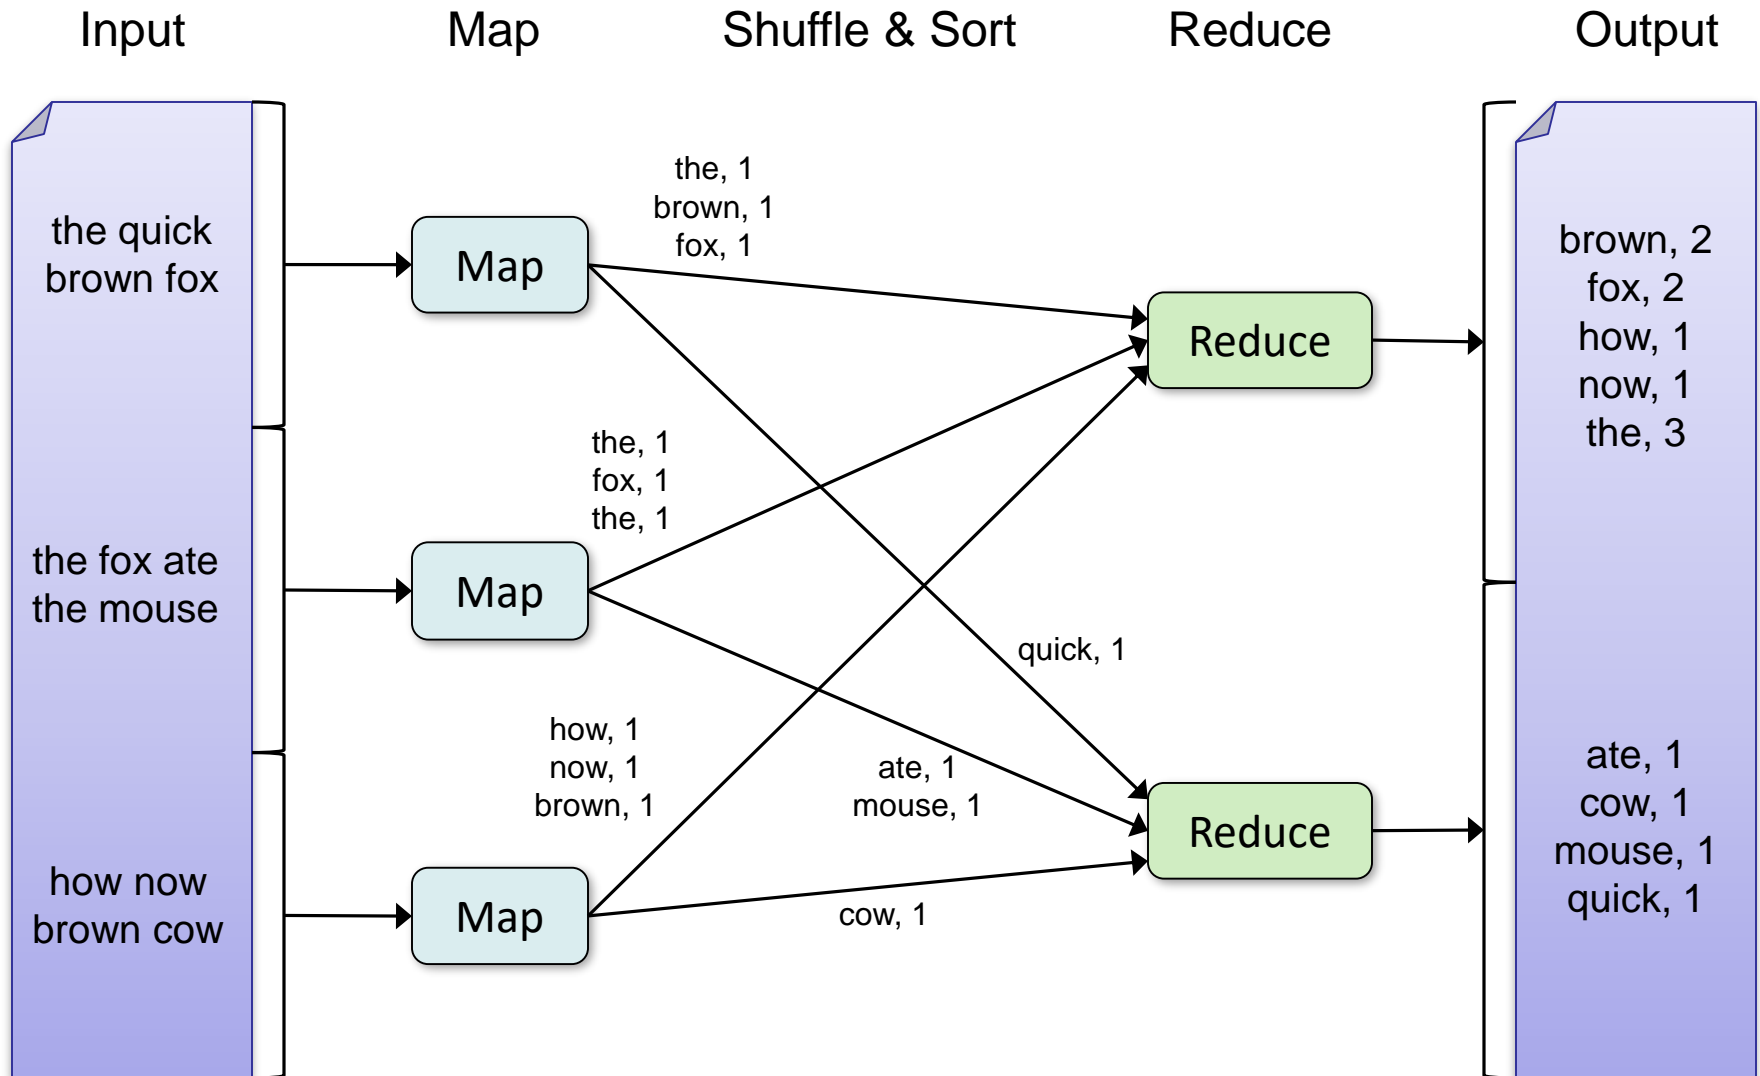 Input
Map
Shuffle & Sort
Reduce
Output
the quick
brown fox
the fox ate
the mouse
how now
brown cow
Map
Map
Map
the, 1
brown, 1
fox, 1
the, 1
fox, 1
the, 1
how, 1
now, 1
brown, 1
quick, 1
ate, 1
mouse, 1
cow, 1
Reduce
Reduce
brown, 2
fox, 2
how, 1
now, 1
the, 3
ate, 1
cow, 1
mouse, 1
quick, 1